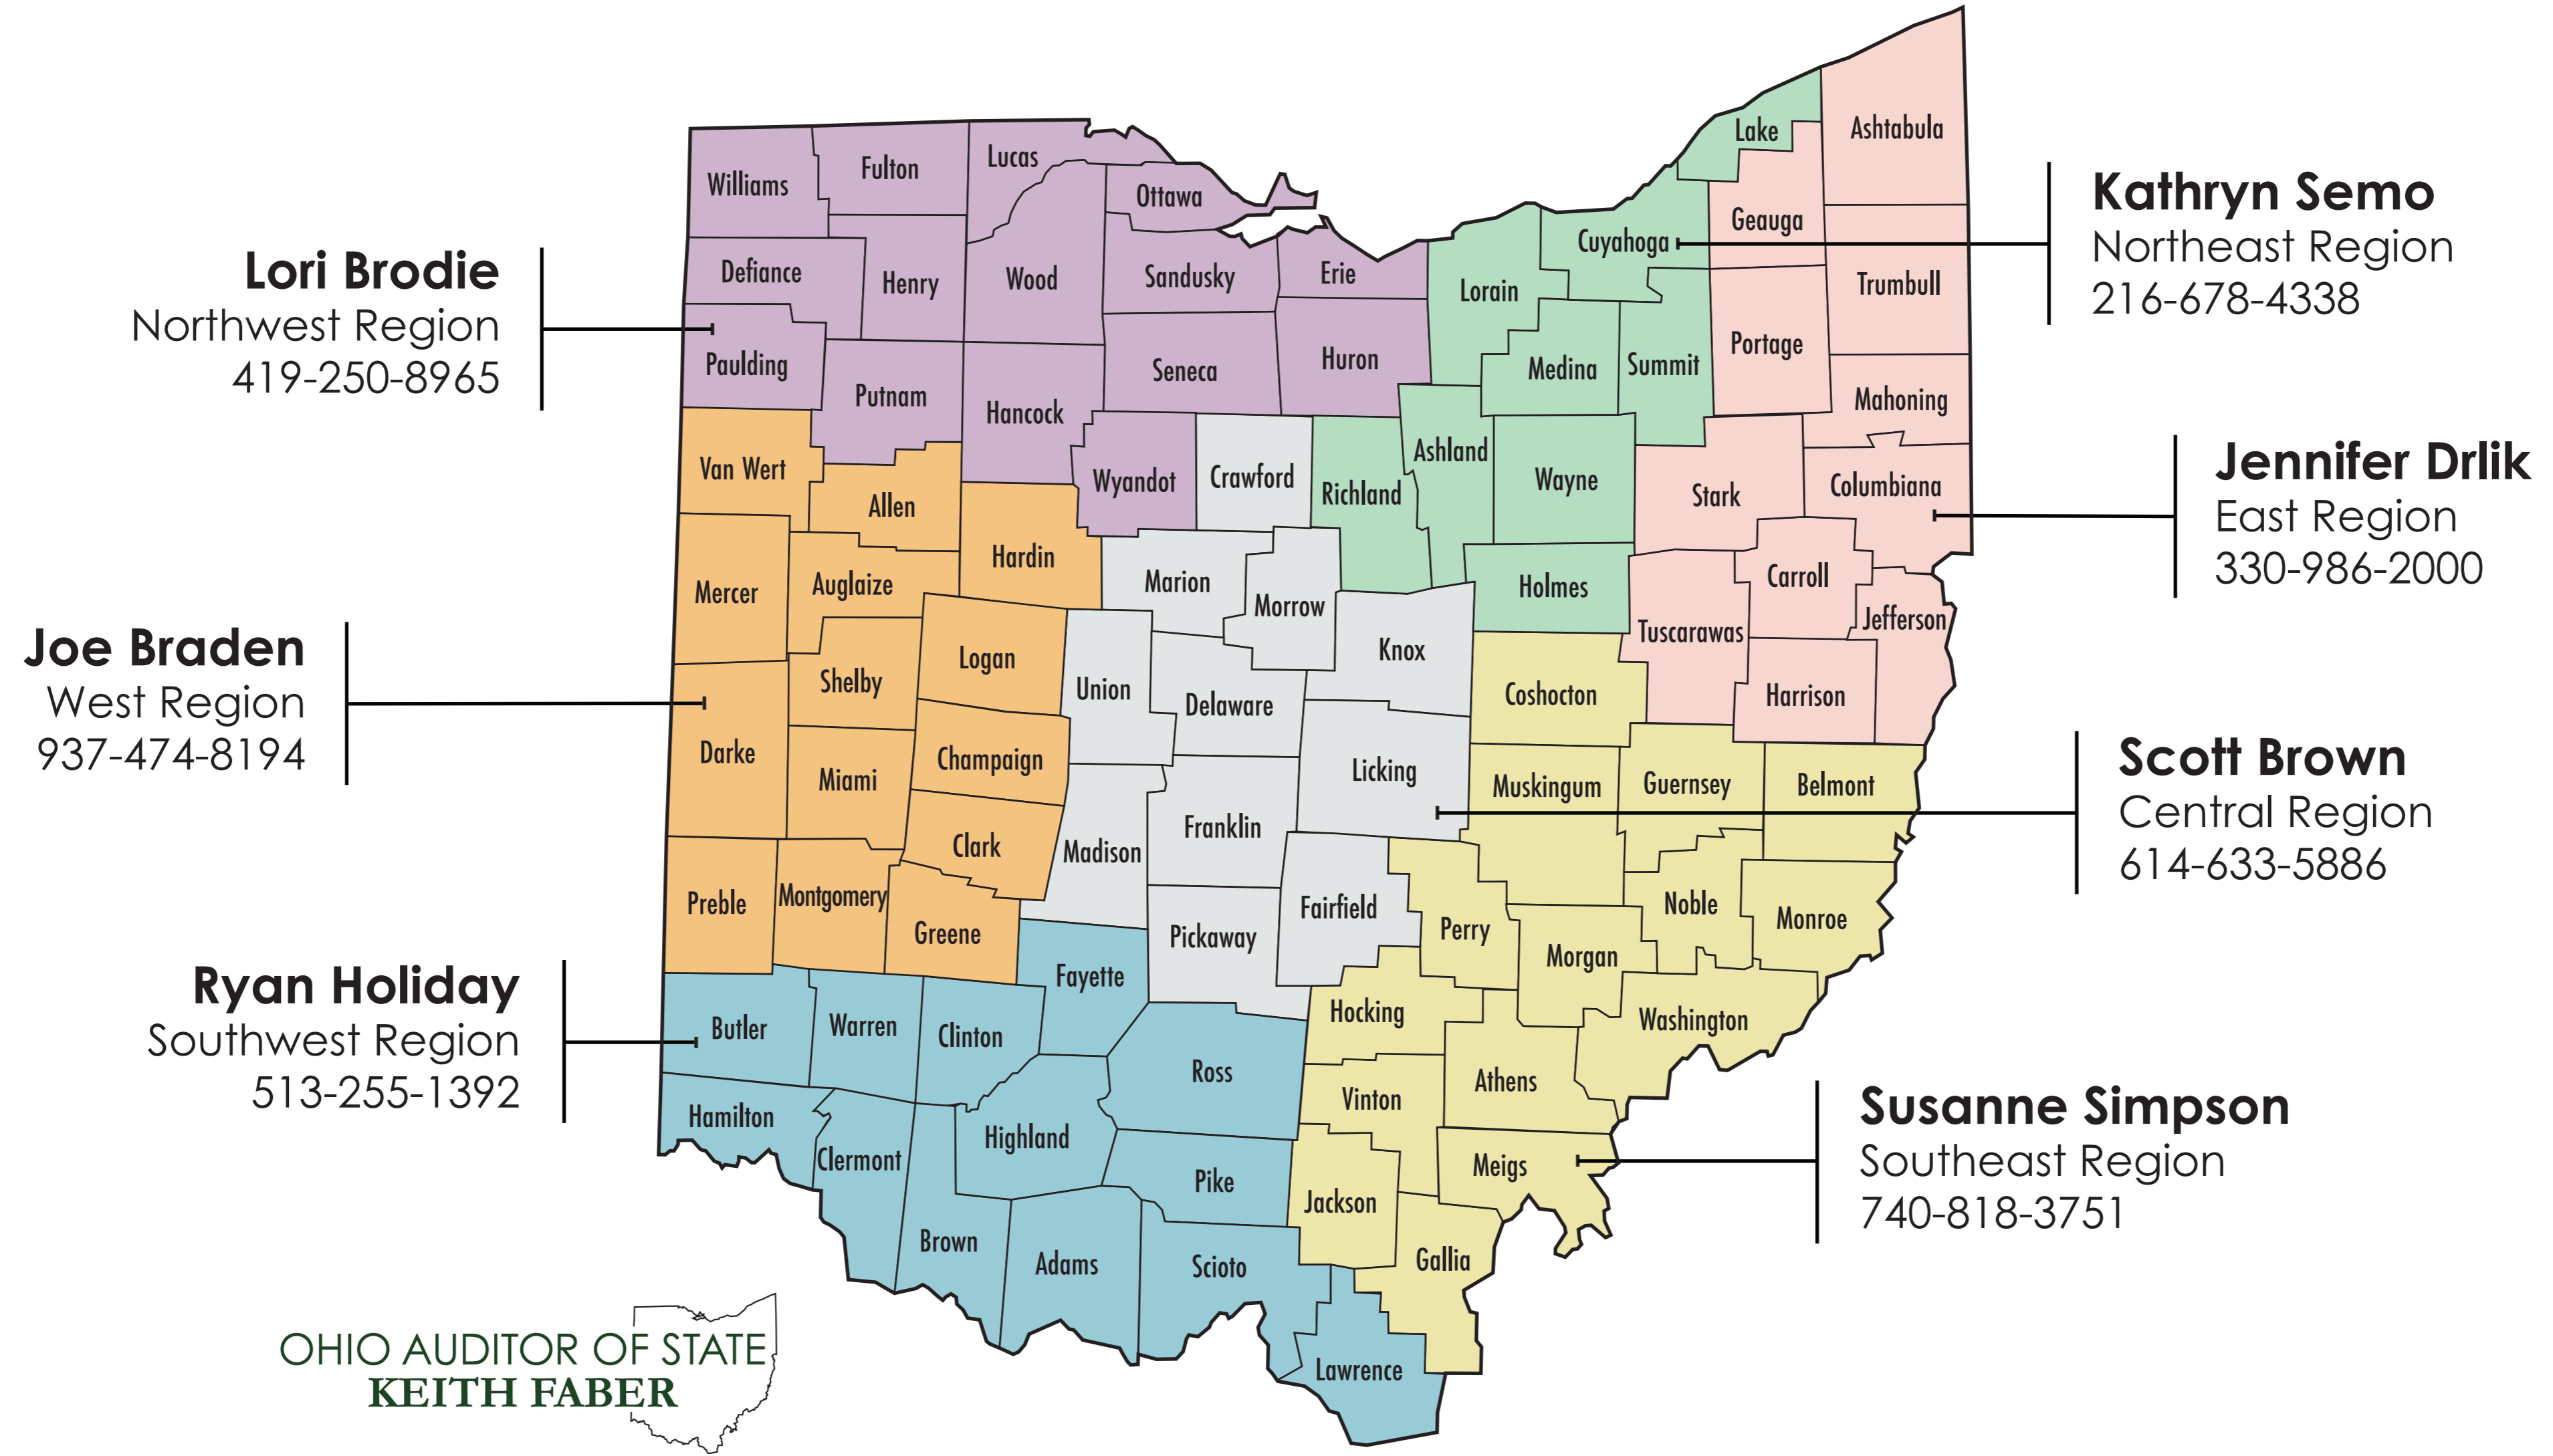 Lake
Ashtabula
Williams
Fulton
Lucas
Ottawa
Geauga
Cuyahoga
Kathryn Semo
Northeast Region
216-678-4338
Lori Brodie
Northwest Region
419-250-8965
Defiance
Henry
Wood
Sandusky
Erie
Lorain
Trumbull
Paulding
Putnam
Hancock
Seneca
Huron
Medina
Summit
Portage
Mahoning
Van Wert
Allen
Wyandot
Crawford
Richland
Ashland
Wayne
Stark
Columbiana
Jennifer Drlik
East Region
330-986-2000
Mercer
Auglaize
Hardin
Marion
Morrow
Holmes
Tuscarawas
Carroll
Jefferson
Joe Braden
West Region
937-474-8194
Shelby
Logan
Union
Delaware
Knox
Coshocton
Harrison
Darke
Miami
Champaign
Licking
Muskingum
Guernsey
Belmont
Scott Brown
Central Region
614-633-5886
Clark
Madison
Franklin
Preble
Montgomery
Greene
Pickaway
Fairfield
Perry
Morgan
Noble
Monroe
Ryan Holiday
Southwest Region
513-255-1392
Butler
Warren
Clinton
Fayette
Ross
Hocking
Athens
Washington
Hamilton
Clermont
Highland
Pike
Vinton
Jackson
Meigs
Susanne Simpson
Southeast Region
740-818-3751
Brown
Adams
Scioto
Gallia
Lawrence
OHIO AUDITOR OF STATE
KEITH FABER